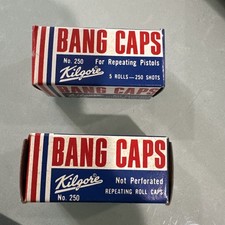 BANG CAPS
No. 250 For Repeating Pistols
Kilgore
5 ROLLS-250 SHOTS
BANG CAPS
Kilgore
Not Perforated
No. 250
REPEATING ROLL CAPS